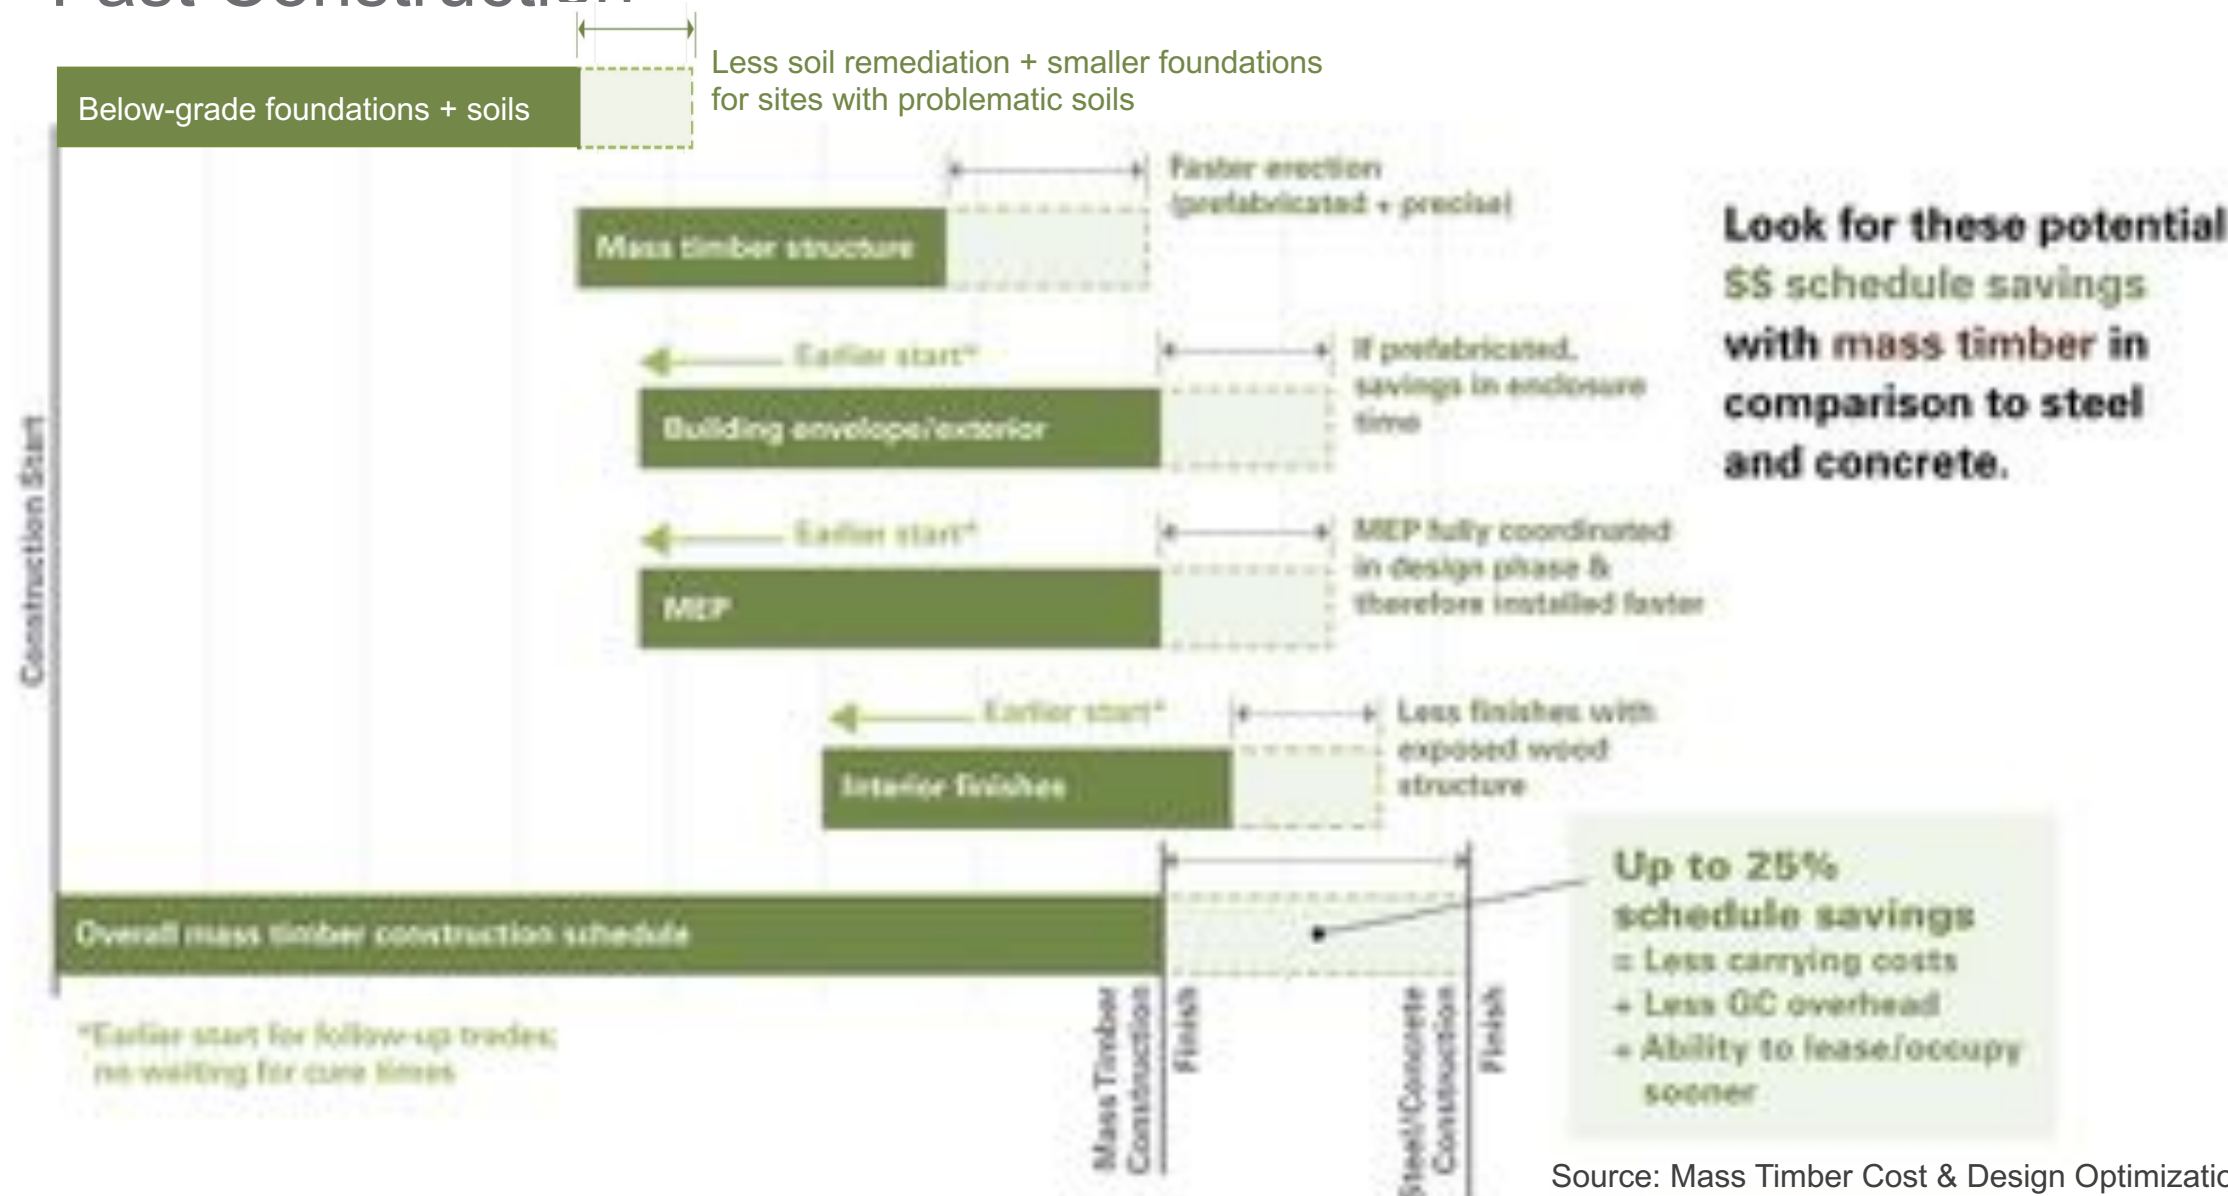 Fast Construction
Less soil remediation + smaller foundations
for sites with problematic soils
Below-grade foundations + soils
Faster erection
(prefabricated + precise)
Mass timber structure
Look for these potential
$$ schedule savings
with mass timber in
comparison to steel
and concrete.
Earlier start*
If prefabricated,
savings in enclosure
time
Building envelope/exterior
Construction Start
Earlier start*
MEP fully coordinated
in design phase &
therefore installed faster
MEP
Earlier start*
Less finishes with
exposed wood
structure
Interior finishes
Up to 25%
schedule savings
= Less carrying costs
+ Less GC overhead
+ Ability to lease/occupy
sooner
Overall mass timber construction schedule
Mass Timber
Construction
Finish
Steel/Concrete
Construction
Finish
*Earlier start for follow-up trades;
no waiting for cure times
Source: Mass Timber Cost & Design Optimizatio